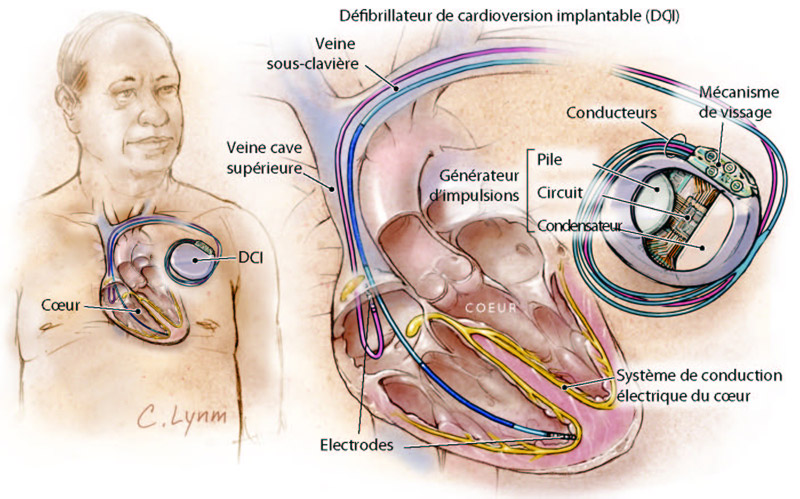 Défibrillateur de cardioversion implantable (DCI)
Veine
sous-clavière
Mécanisme
de vissage
Conducteurs
Veine cave
supérieure
Générateur
d'impulsions
Pile
Circuit
Condensateur
DCI
Cœur
COEUR
Système de conduction
électrique du cœur
C. Lynm
Electrodes